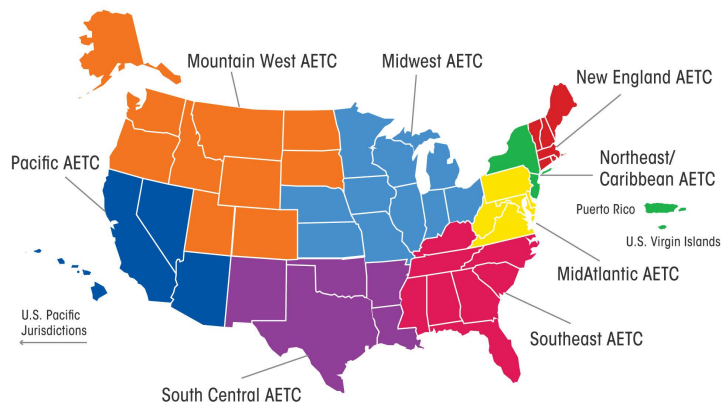 Mountain West AETC
Midwest AETC
New England AETC
Pacific AETC
Northeast/
Caribbean AETC
Puerto Rico
U.S. Virgin Islands
MidAtlantic AETC
U.S. Pacific
Jurisdictions
Southeast AETC
South Central AETC